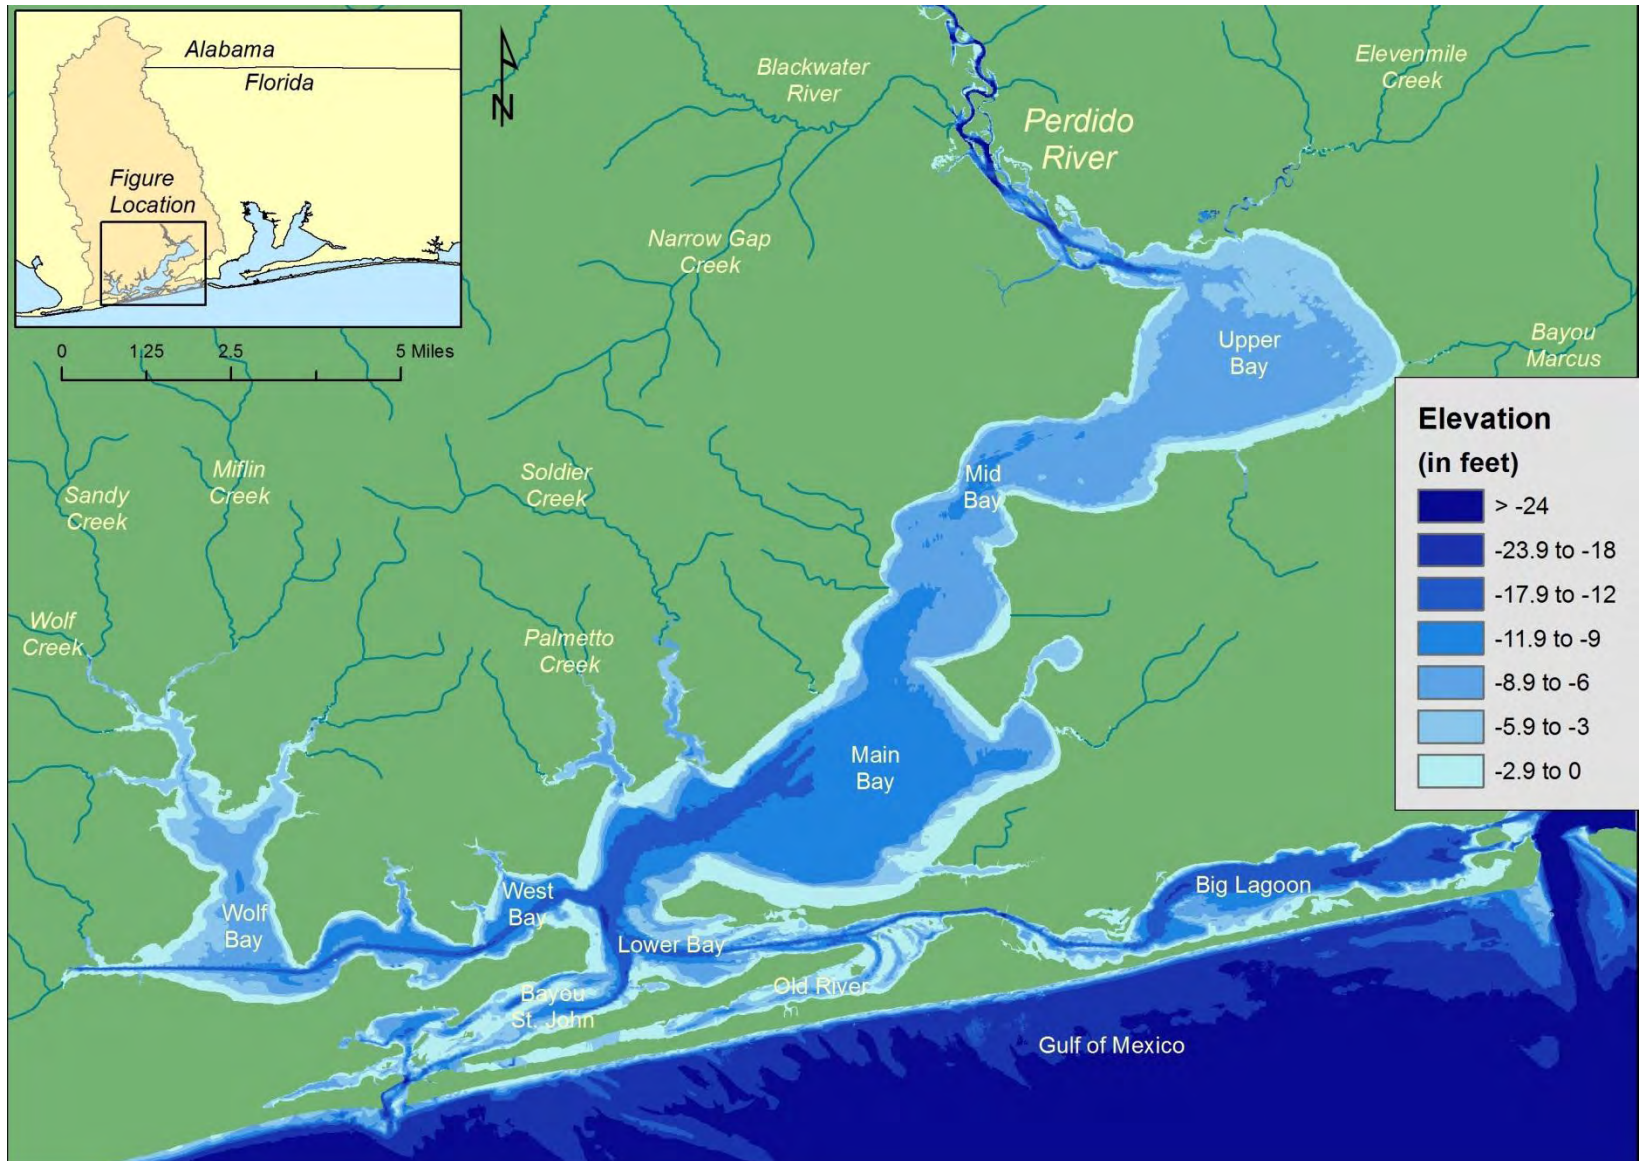 Alabama
Florida
Figure
Location
N
0 1.25 2.5 5 Miles
Blackwater
River
Elevenmile
Creek
Perdido
River
Narrow Gap
Creek
Upper
Bay
Bayou
Marcus
Elevation
(in feet)
> -24
-23.9 to -18
-17.9 to -12
-11.9 to -9
-8.9 to -6
-5.9 to -3
-2.9 to 0
Sandy
Creek
Miflin
Creek
Soldier
Creek
Mid
Bay
Wolf
Creek
Palmetto
Creek
Main
Bay
West
Bay
Big Lagoon
Wolf
Bay
Lower Bay
Old River
Bayou
St. John
Gulf of Mexico